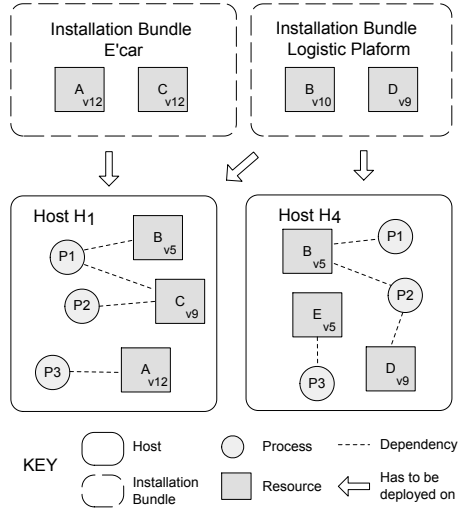 Installation Bundle
E'car
A
v12
C
v12
Installation Bundle
Logistic Plaform
B
v10
D
v9
Host H1
P1
B
v5
P2
C
v9
P3
A
v12
Host H4
B
v5
P1
P2
E
v5
P3
D
v9
KEY
Host
Process
Dependency
Installation
Bundle
Resource
Has to be
deployed on